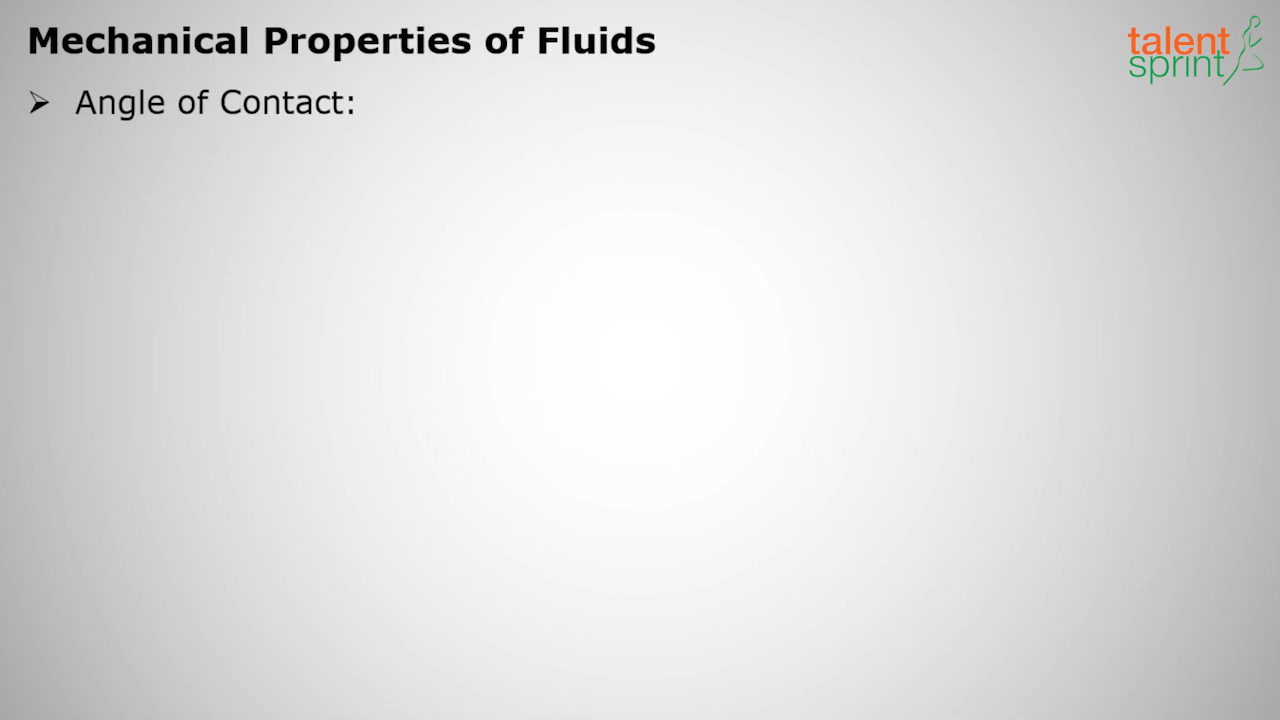 Mechanical Properties of Fluids
talent
sprint
➢ Angle of Contact: